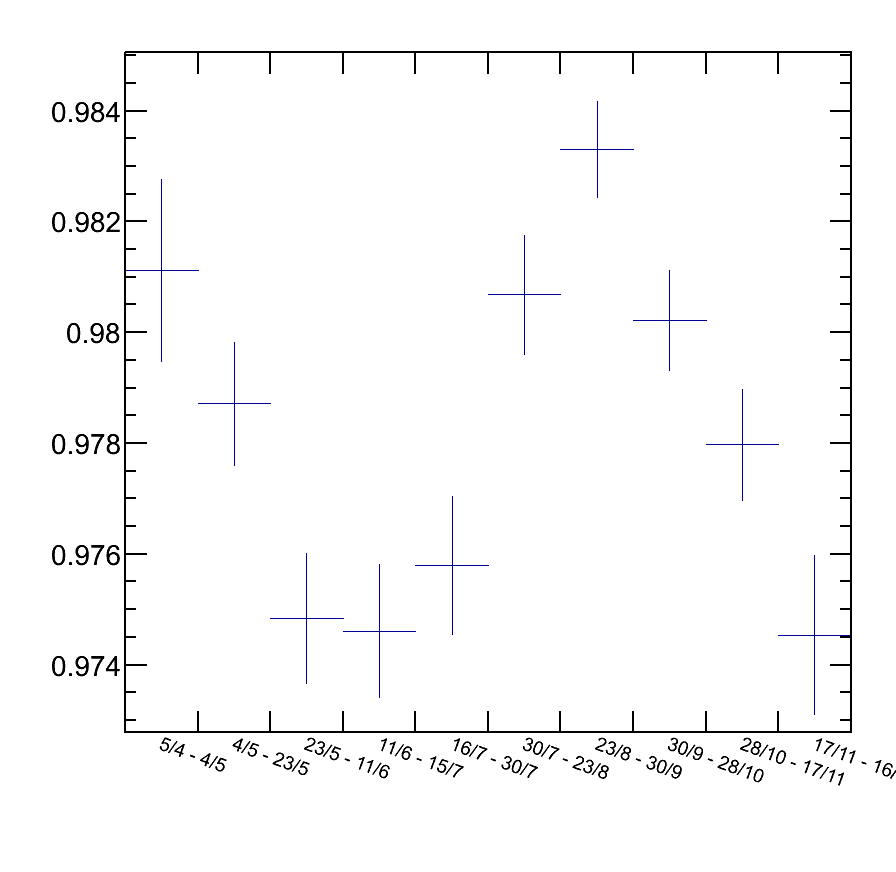 0.984
0.982
0.98
0.978
0.976
0.974
5/4 - 4/5
4/5 - 23/5
23/5 - 11/6
11/6 - 15/7
16/7 - 30/7
30/7 - 23/8
23/8 - 30/9
30/9 - 28/10
28/10 - 17/11
17/11 - 16/